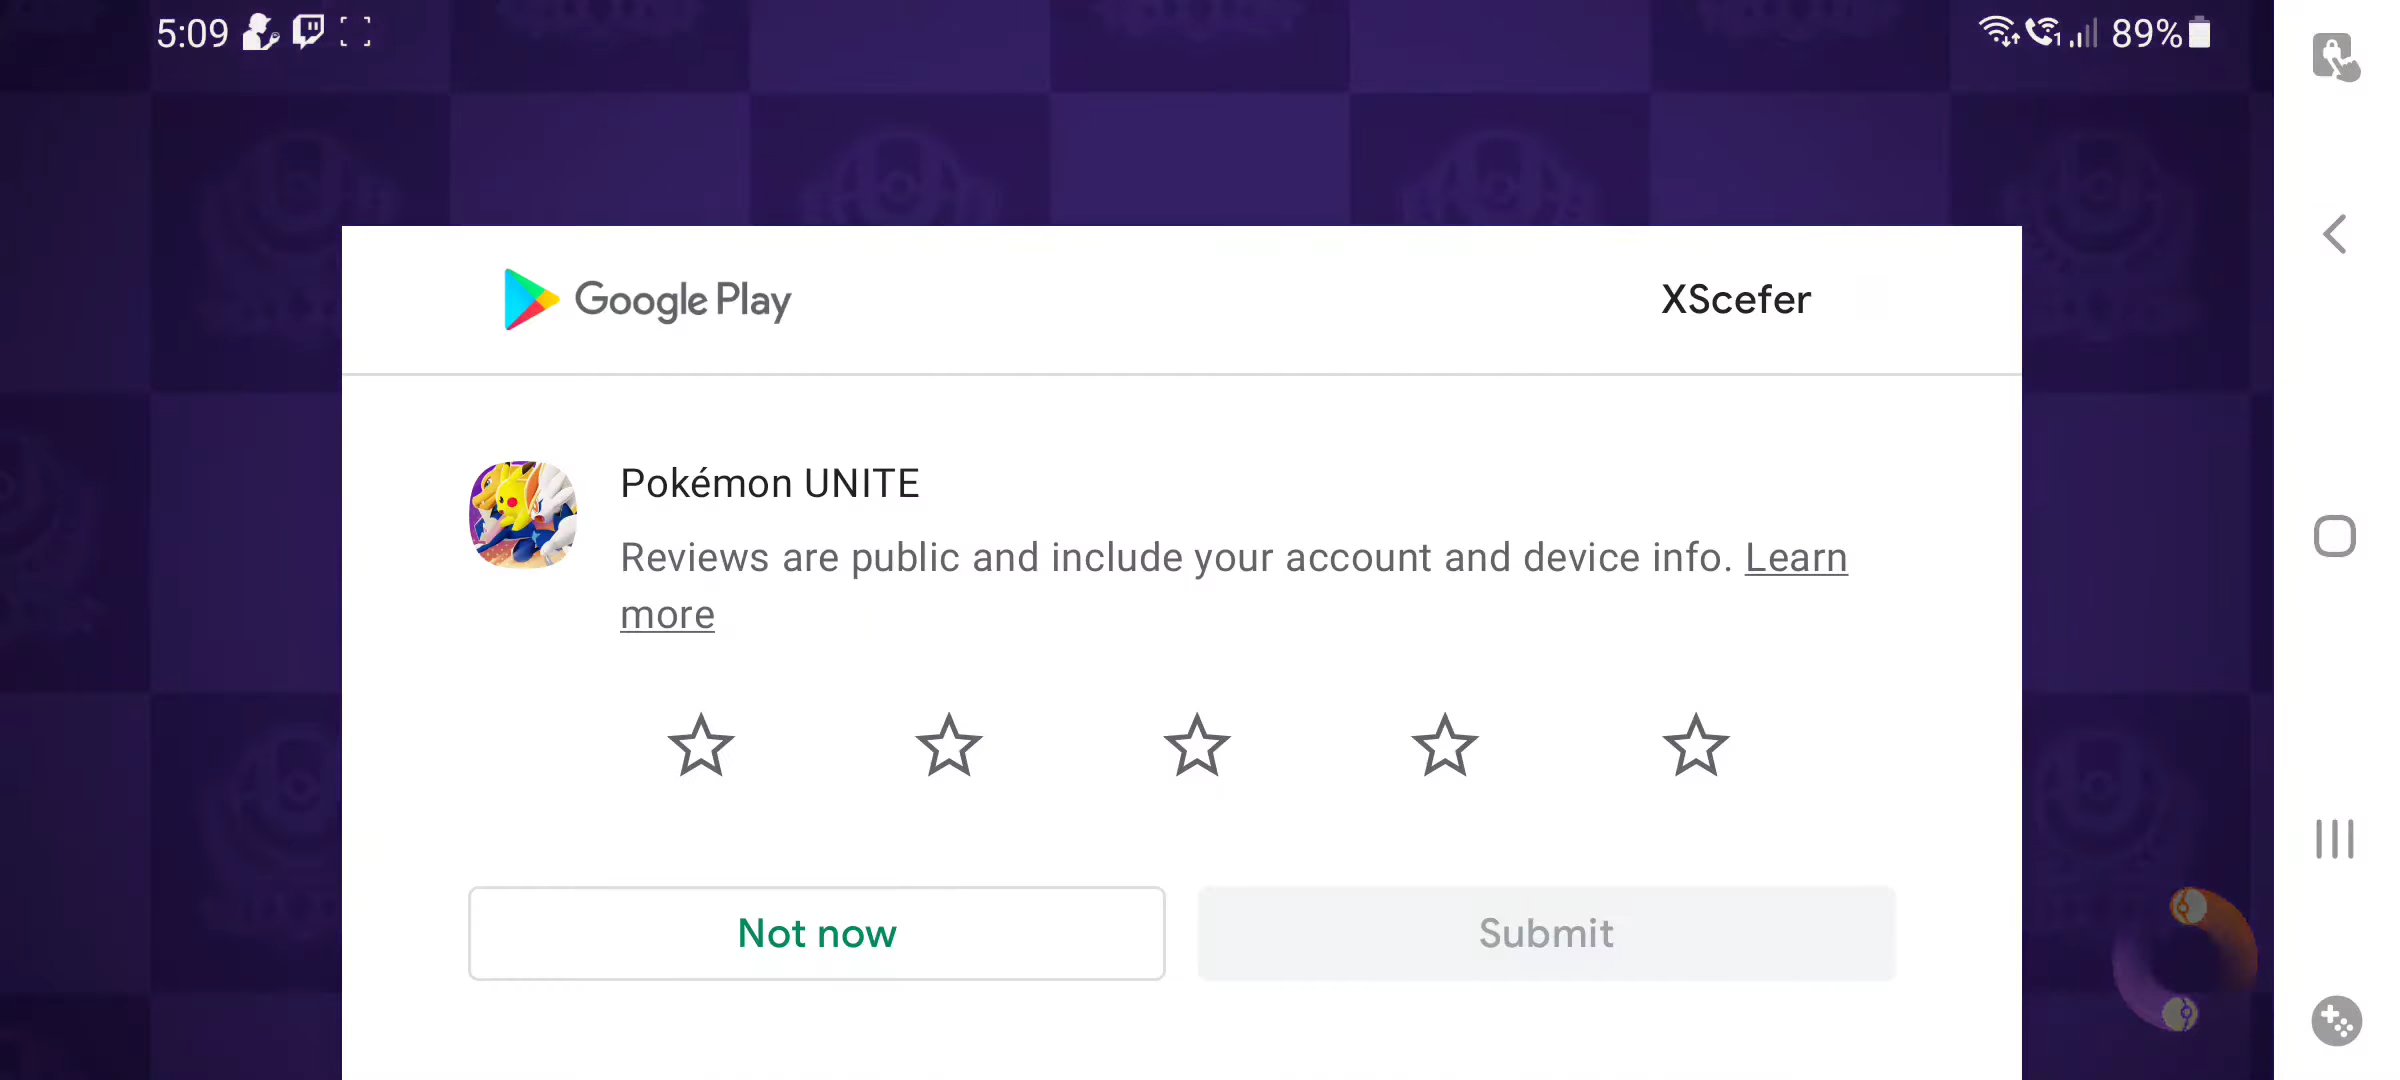 5:09
89%
Google Play
XScefer
Pokémon UNITE
Reviews are public and include your account and device info. Learn
more
Not now
Submit